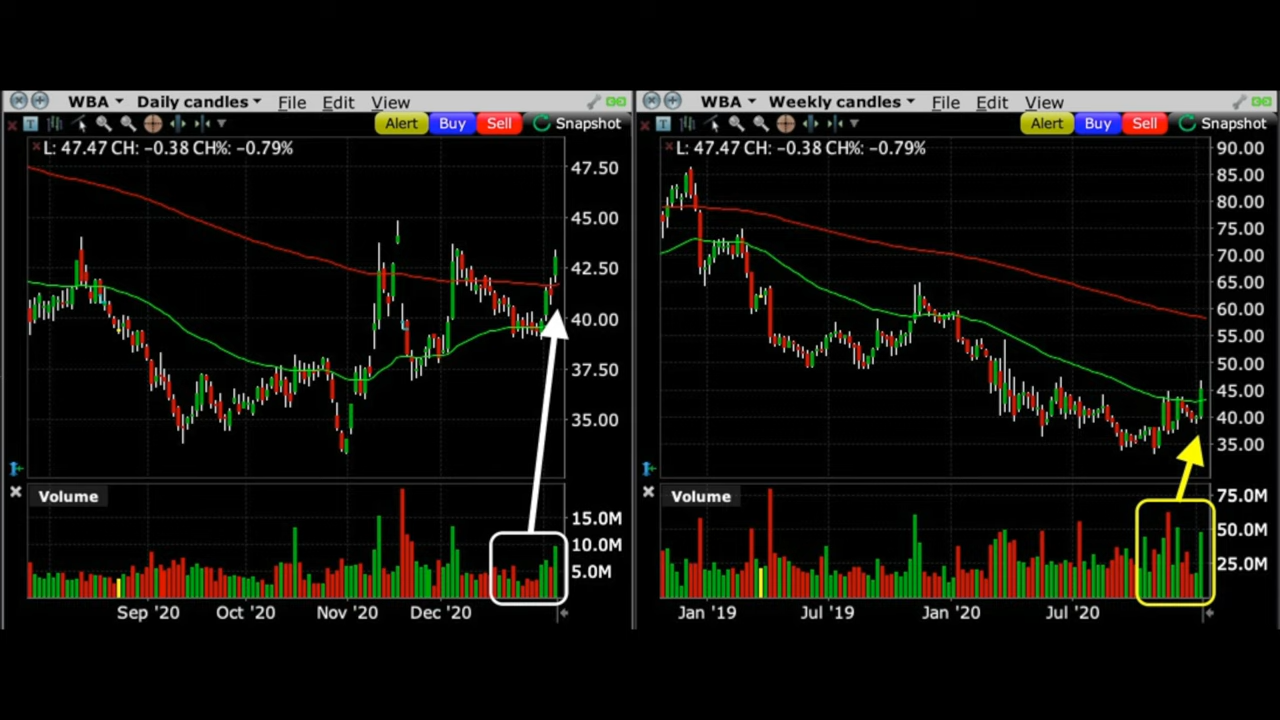 WBA Daily candles File Edit View
T Alert Buy Sell Snapshot
L: 47.47 CH: −0.38 CH%: −0.79%
47.50
45.00
42.50
40.00
37.50
35.00
Volume
15.0M
10.0M
5.0M
Sep '20 Oct '20 Nov '20 Dec '20
WBA Weekly candles File Edit View
T Alert Buy Sell Snapshot
L: 47.47 CH: −0.38 CH%: −0.79%
90.00
85.00
80.00
75.00
70.00
65.00
60.00
55.00
50.00
45.00
40.00
35.00
Volume
75.0M
50.0M
25.0M
Jan '19 Jul '19 Jan '20 Jul '20